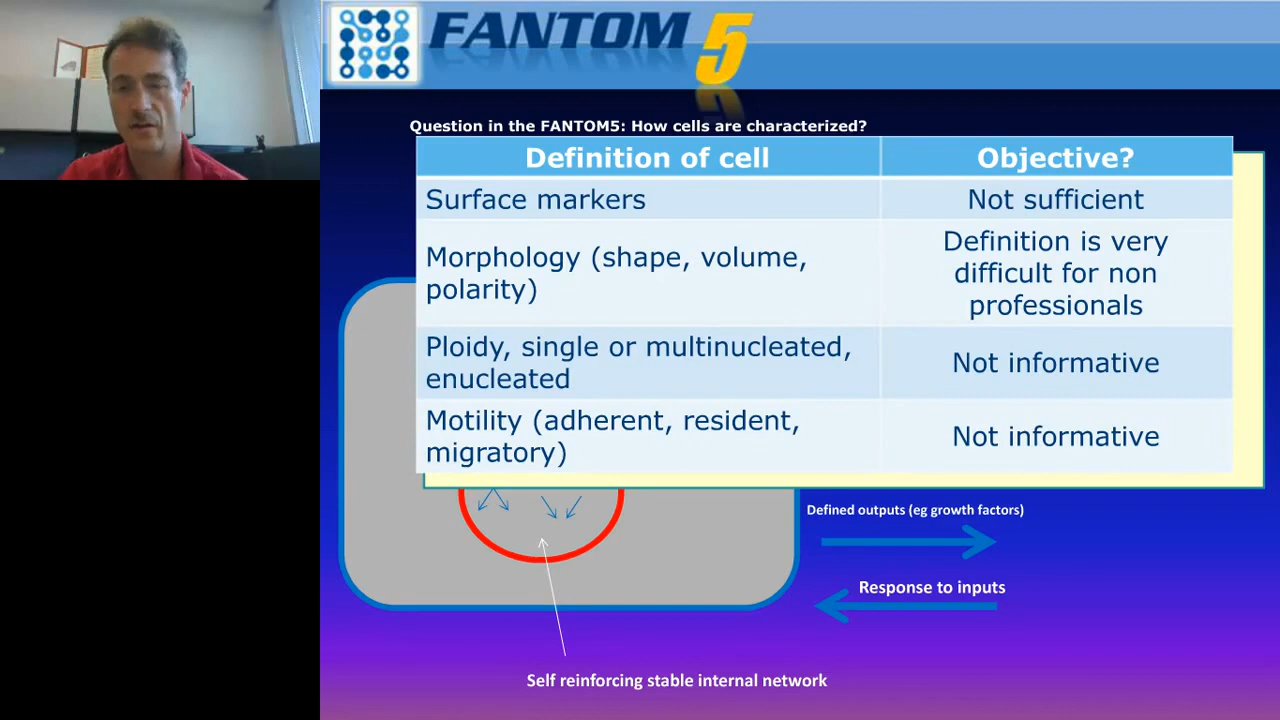 FANTOM 5
Question in the FANTOM5: How cells are characterized?
Definition of cell
Objective?
Surface markers
Not sufficient
Morphology (shape, volume,
polarity)
Definition is very
difficult for non
professionals
Ploidy, single or multinucleated,
enucleated
Not informative
Motility (adherent, resident,
migratory)
Not informative
Defined outputs (eg growth factors)
Response to inputs
Self reinforcing stable internal network